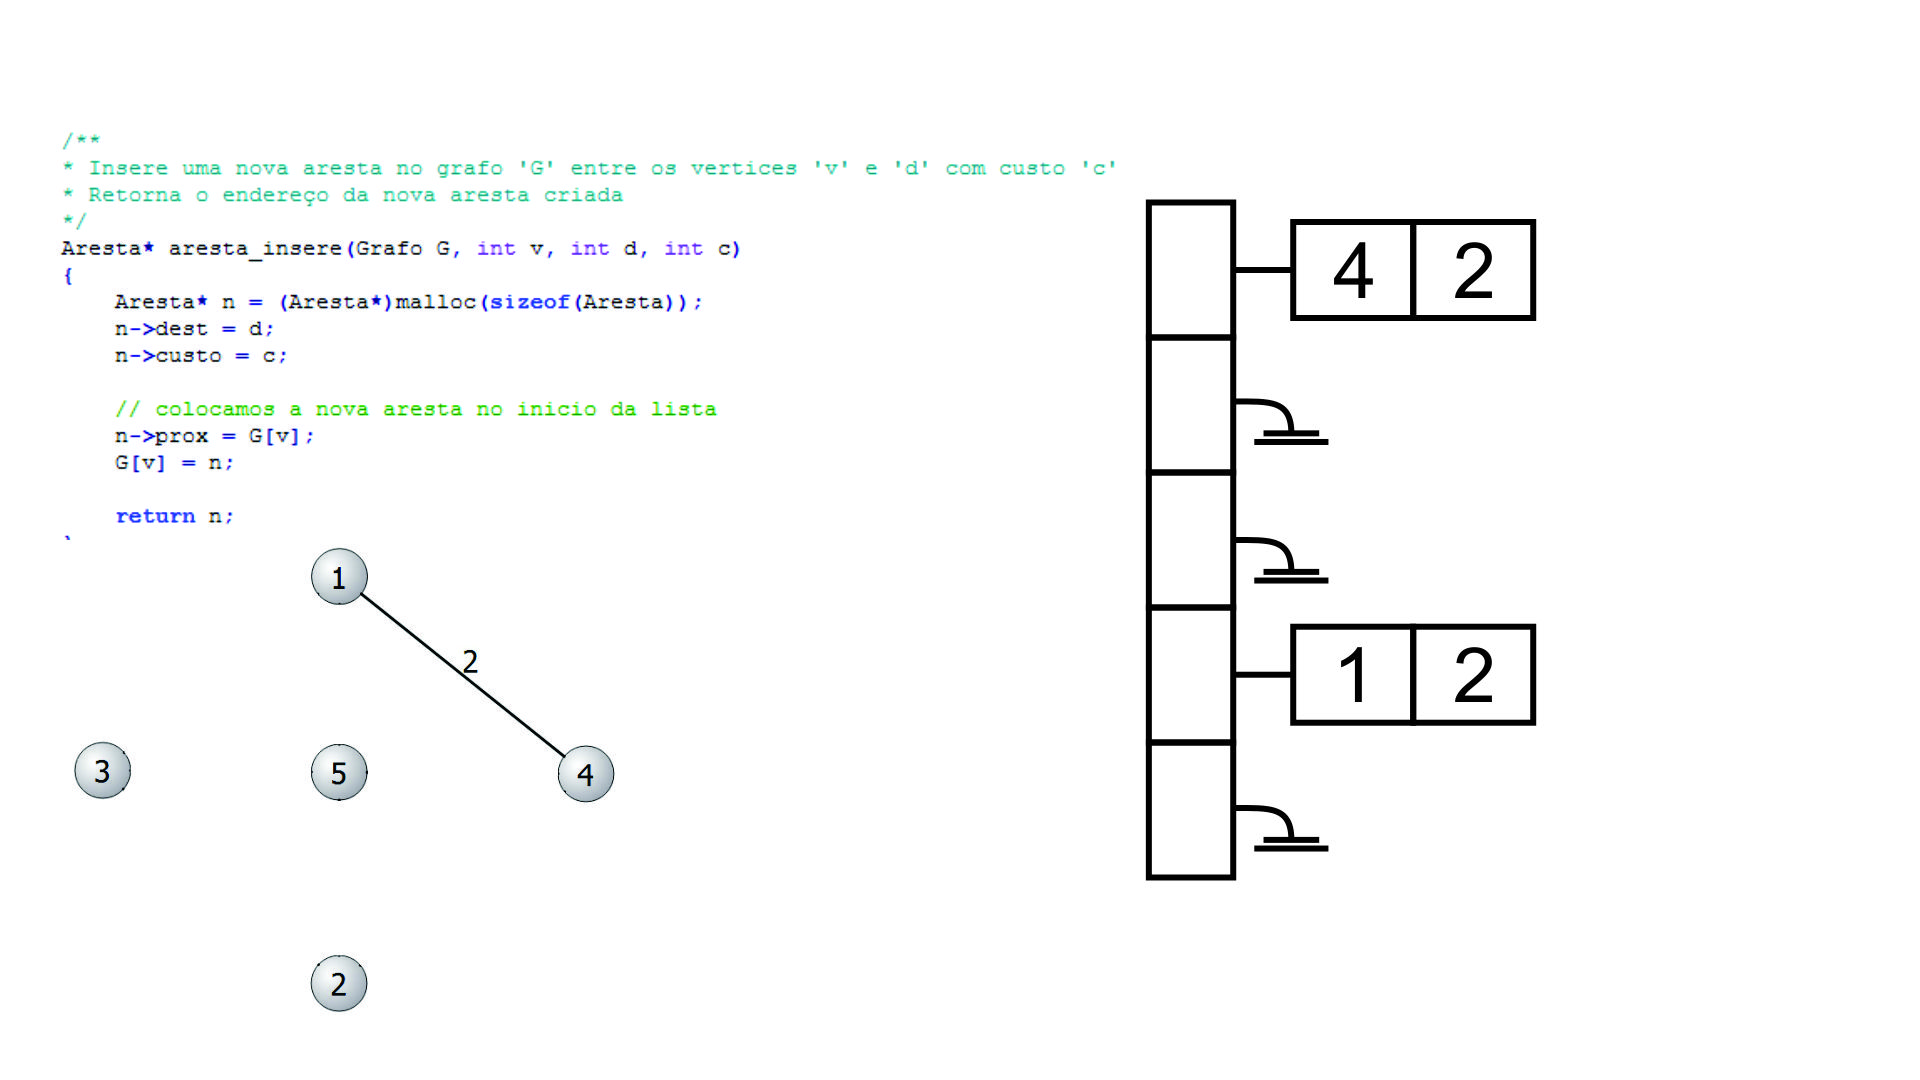 /**
* Insere uma nova aresta no grafo 'G' entre os vertices 'v' e 'd' com custo 'c'
* Retorna o endereço da nova aresta criada
*/
Aresta* aresta_insere(Grafo G, int v, int d, int c)
{
    Aresta* n = (Aresta*)malloc(sizeof(Aresta));
    n->dest = d;
    n->custo = c;

    // colocamos a nova aresta no inicio da lista
    n->prox = G[v];
    G[v] = n;

    return n;
4 2
1 2
1
2
3 5 4
2